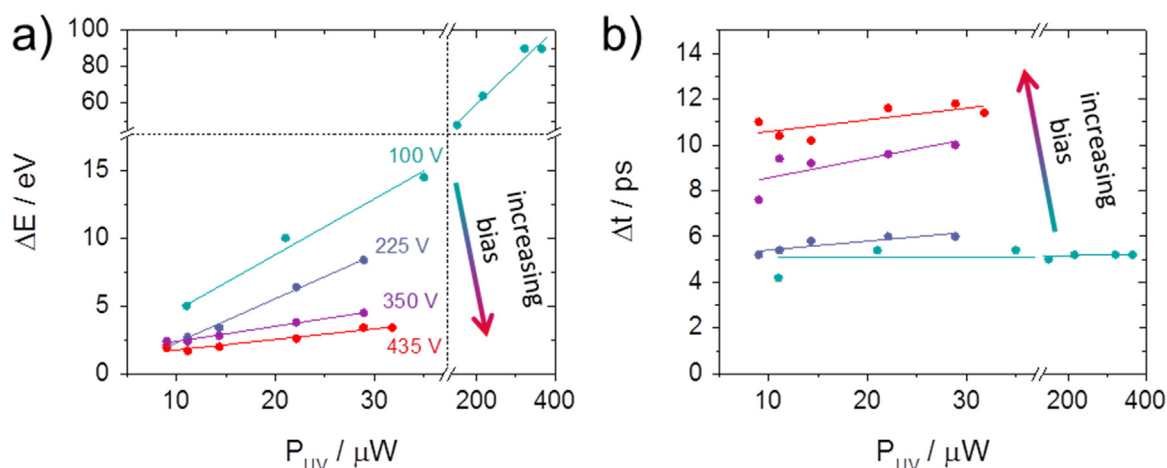 a)
100
80
60
15
10
5
0
ΔE / eV
100 V
225 V
350 V
435 V
increasing
bias
10
20
30
200
400
P_UV / μW
b)
14
12
10
8
6
4
2
0
Δt / ps
increasing
bias
10
20
30
200
400
P_UV / μW